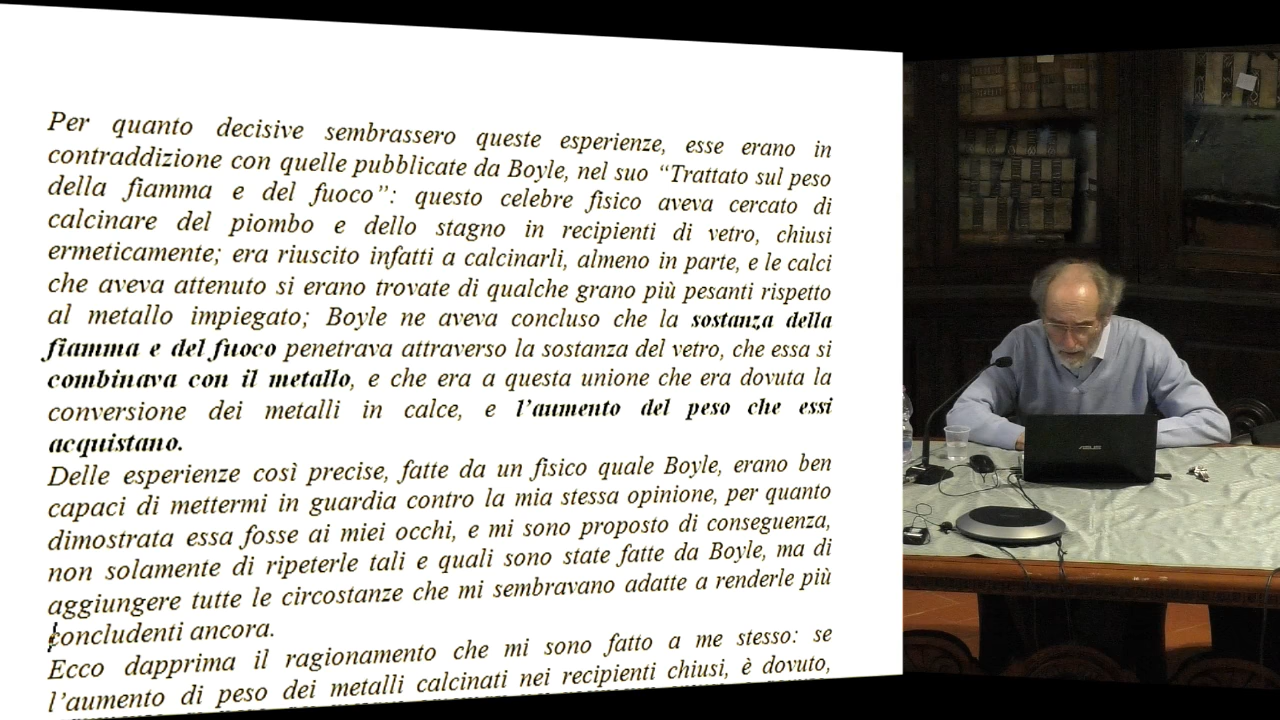 Per quanto decisive sembrassero queste esperienze, esse erano in
contraddizione con quelle pubblicate da Boyle, nel suo “Trattato sul peso
della fiamma e del fuoco”: questo celebre fisico aveva cercato di
calcinare del piombo e dello stagno in recipienti di vetro, chiusi
ermeticamente; era riuscito infatti a calcinarli, almeno in parte, e le calci
che aveva attenuto si erano trovate di qualche grano più pesanti rispetto
al metallo impiegato; Boyle ne aveva concluso che la sostanza della
fiamma e del fuoco penetrava attraverso la sostanza del vetro, che essa si
combinava con il metallo, e che era a questa unione che era dovuta la
conversione dei metalli in calce, e l’aumento del peso che essi
acquistano.
Delle esperienze così precise, fatte da un fisico quale Boyle, erano ben
capaci di mettermi in guardia contro la mia stessa opinione, per quanto
dimostrata essa fosse ai miei occhi, e mi sono proposto di conseguenza,
non solamente di ripeterle tali e quali sono state fatte da Boyle, ma di
aggiungere tutte le circostanze che mi sembravano adatte a renderle più
concludenti ancora.
Ecco dapprima il ragionamento che mi sono fatto a me stesso: se
l’aumento di peso dei metalli calcinati nei recipienti chiusi, è dovuto,
ASUS